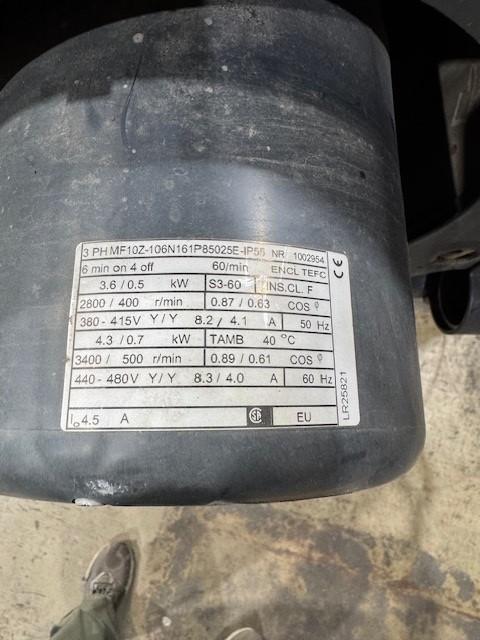 3 PH MF10Z-106N161P85025E-IP55 NR 1002954
6 min on 4 off 60/min ENCL TEFC
3.6 / 0.5 kW S3-60 INS.CL. F
2800 / 400 r/min 0.87 / 0.63 COS φ
380 - 415V Y / Y 8.2 / 4.1 A 50 Hz
4.3 / 0.7 kW TAMB 40 °C
3400 / 500 r/min 0.89 / 0.61 COS φ
440 - 480V Y / Y 8.3 / 4.0 A 60 Hz
I₀ 4.5 A EU
CE
LR25821